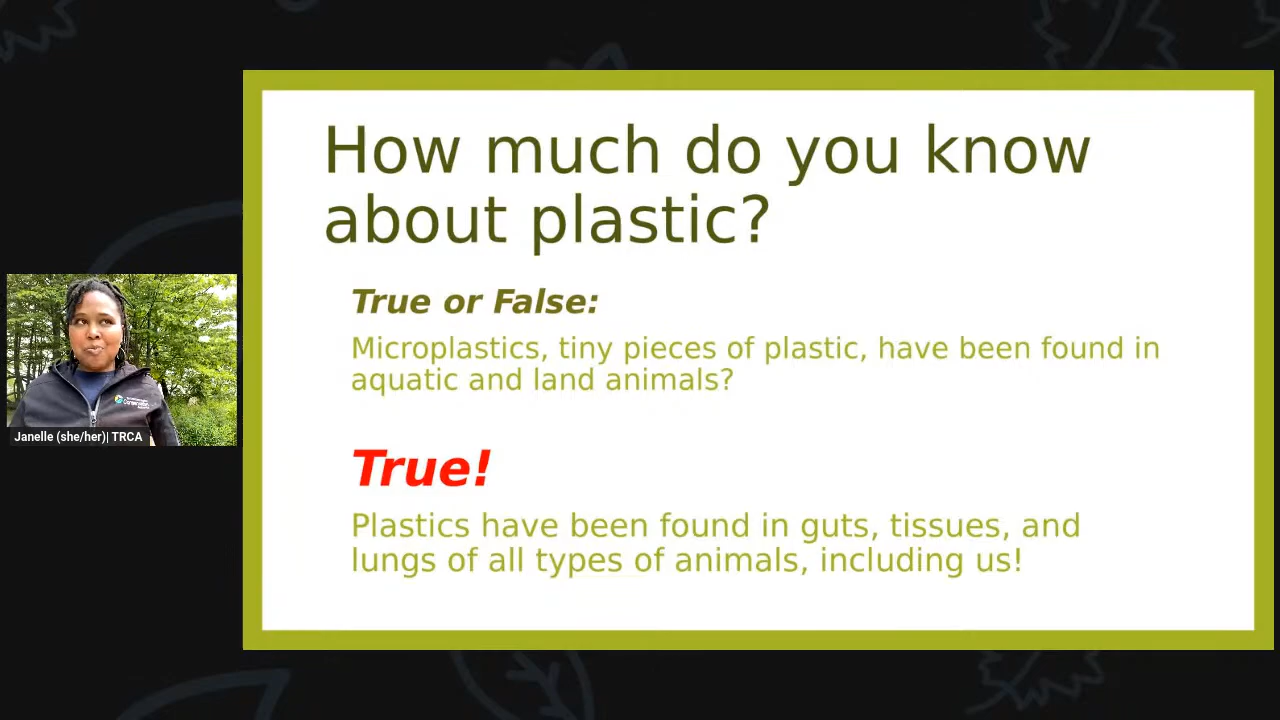 How much do you know
about plastic?
True or False:
Microplastics, tiny pieces of plastic, have been found in
aquatic and land animals?
True!
Plastics have been found in guts, tissues, and
lungs of all types of animals, including us!
Janelle (she/her)| TRCA